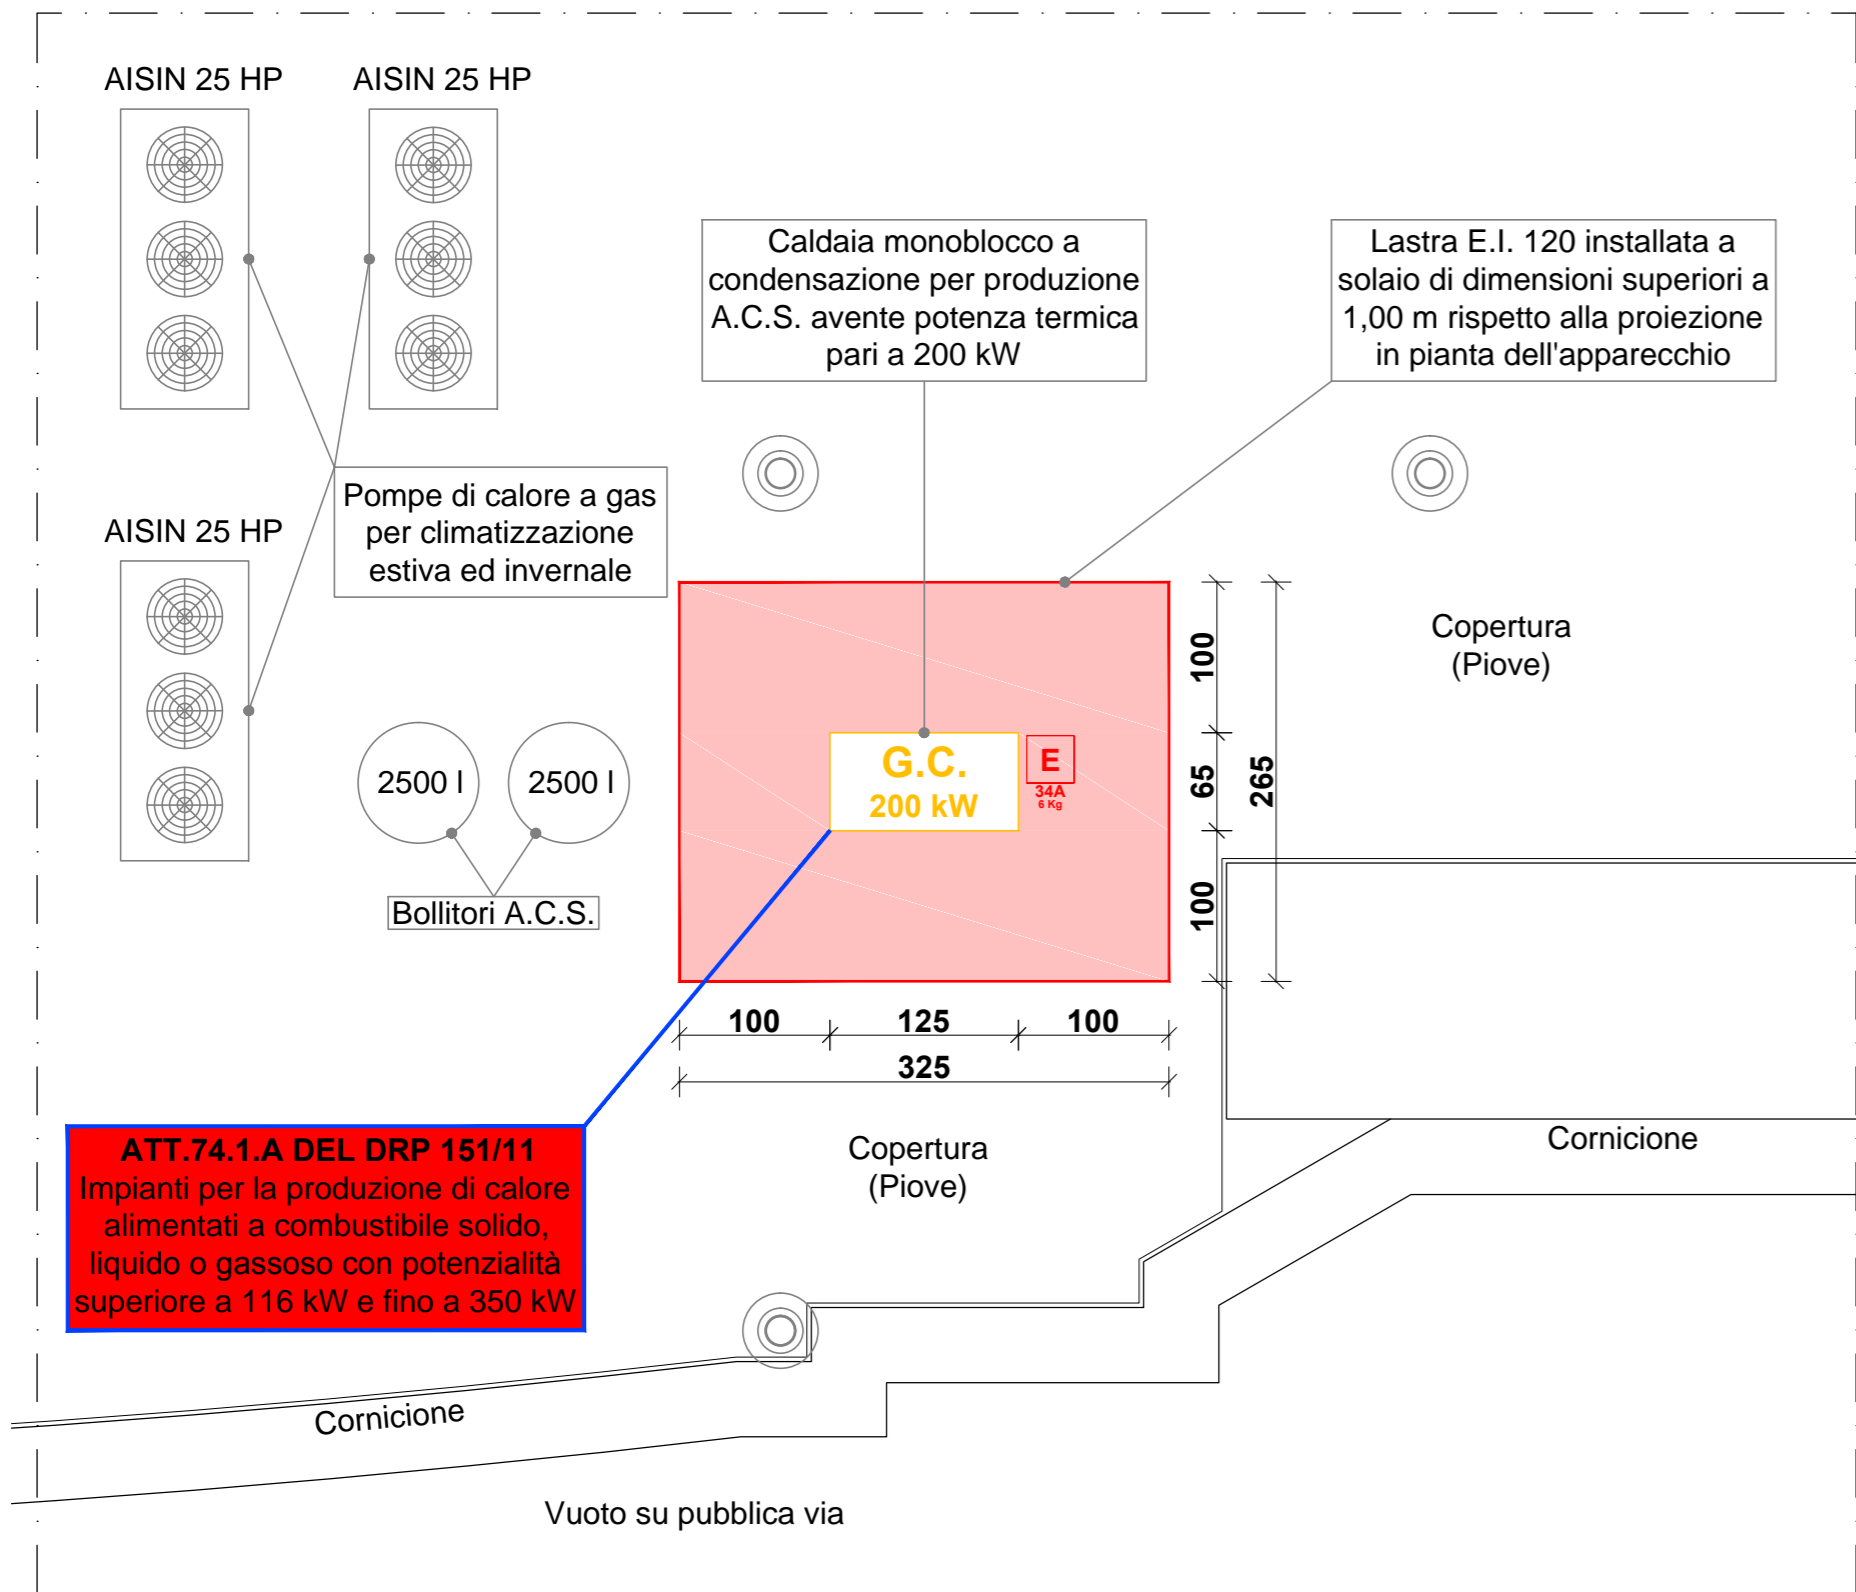 AISIN 25 HP
AISIN 25 HP
Caldaia monoblocco a
condensazione per produzione
A.C.S. avente potenza termica
pari a 200 kW
Lastra E.I. 120 installata a
solaio di dimensioni superiori a
1,00 m rispetto alla proiezione
in pianta dell'apparecchio
Pompe di calore a gas
per climatizzazione
estiva ed invernale
AISIN 25 HP
Copertura
(Piove)
100
65
100
265
G.C.
200 kW
E
34A
6 Kg
2500 l
2500 l
Bollitori A.C.S.
100
125
100
325
ATT.74.1.A DEL DRP 151/11
Impianti per la produzione di calore
alimentati a combustibile solido,
liquido o gassoso con potenzialità
superiore a 116 kW e fino a 350 kW
Copertura
(Piove)
Cornicione
Cornicione
Vuoto su pubblica via